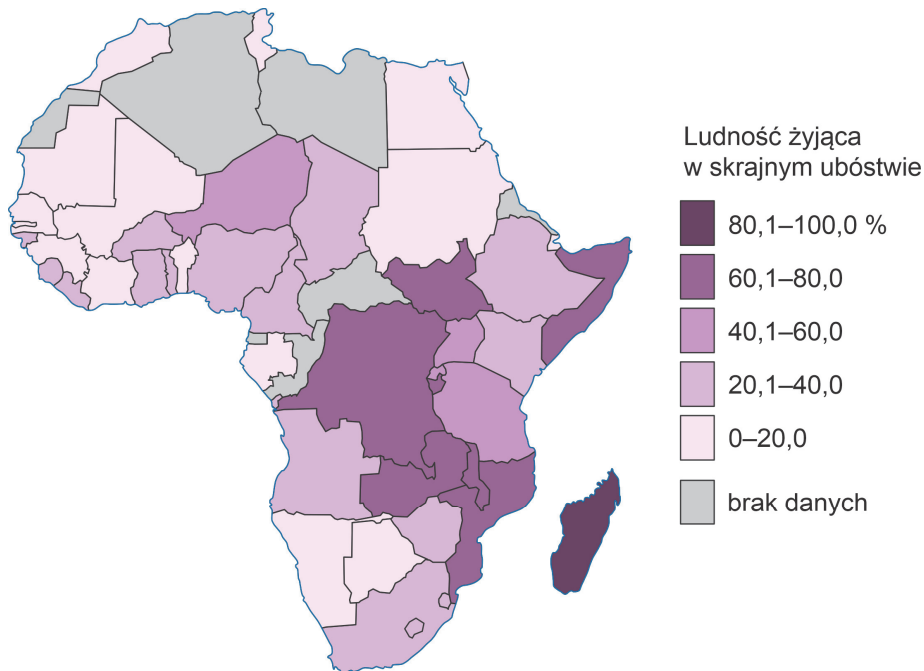 Ludność żyjąca
w skrajnym ubóstwie
80,1–100,0 %
60,1–80,0
40,1–60,0
20,1–40,0
0–20,0
brak danych